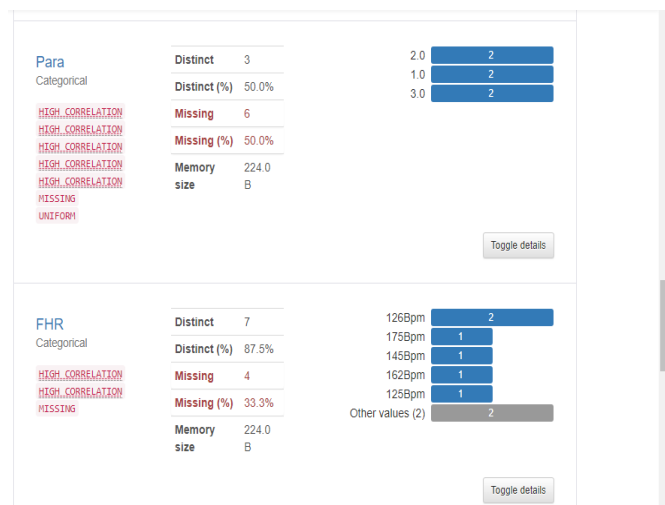 Para
Categorical
HIGH CORRELATION
HIGH CORRELATION
HIGH CORRELATION
HIGH CORRELATION
HIGH CORRELATION
MISSING
UNIFORM
Distinct 3
Distinct (%) 50.0%
Missing 6
Missing (%) 50.0%
Memory size 224.0 B
2.0 2
1.0 2
3.0 2
Toggle details
FHR
Categorical
HIGH CORRELATION
HIGH CORRELATION
MISSING
Distinct 7
Distinct (%) 87.5%
Missing 4
Missing (%) 33.3%
Memory size 224.0 B
126Bpm 2
175Bpm 1
145Bpm 1
162Bpm 1
125Bpm 1
Other values (2) 2
Toggle details